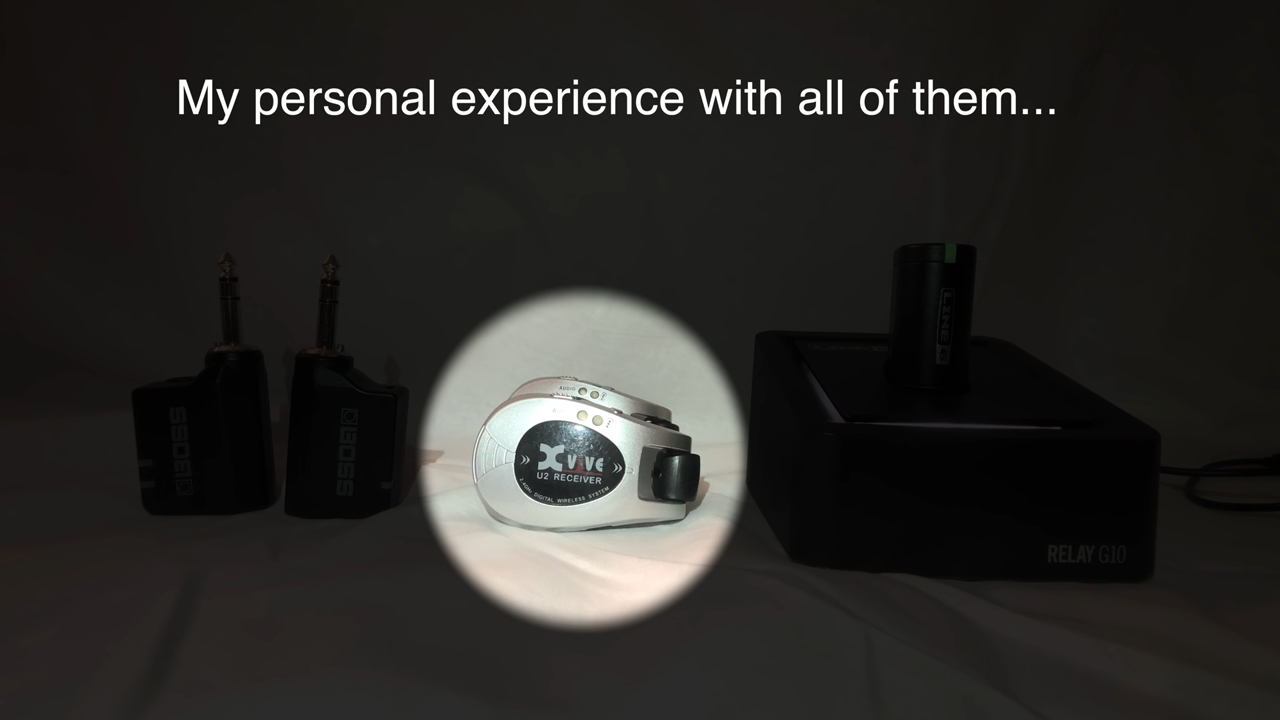 My personal experience with all of them...
LINE 6
BOSS
BOSS
AUDIO
Xvive
U2 RECEIVER
2.4GHz DIGITAL WIRELESS SYSTEM
RELAY G10